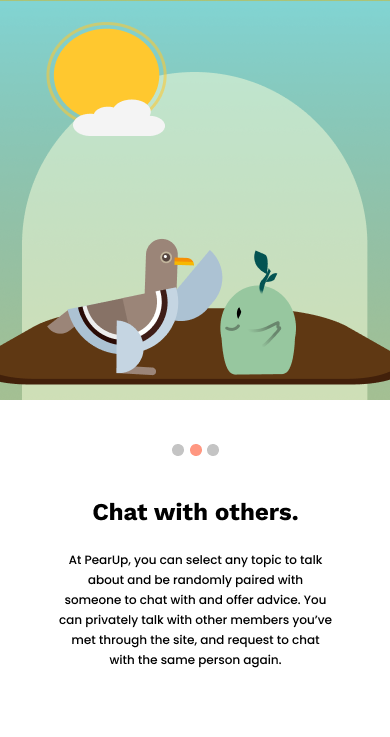 Chat with others.
At PearUp, you can select any topic to talk
about and be randomly paired with
someone to chat with and offer advice. You
can privately talk with other members you’ve
met through the site, and request to chat
with the same person again.